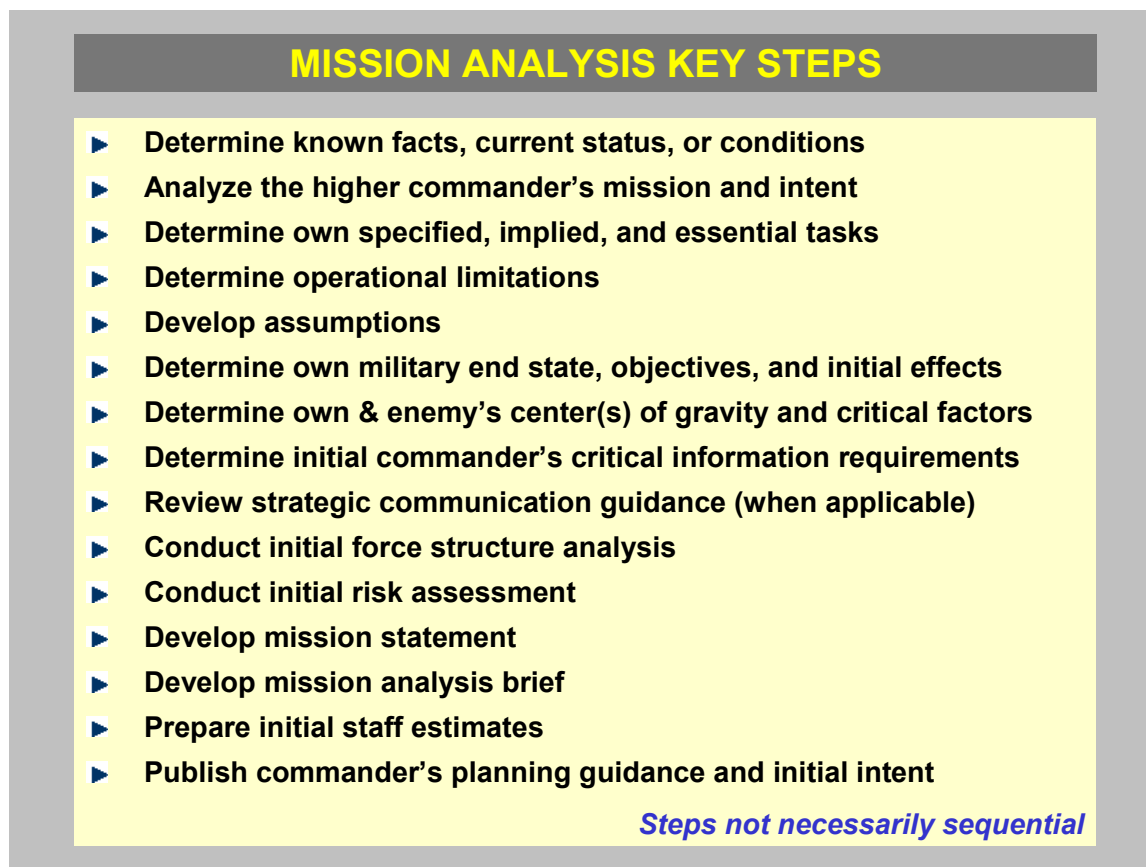 MISSION ANALYSIS KEY STEPS
Determine known facts, current status, or conditions
Analyze the higher commander’s mission and intent
Determine own specified, implied, and essential tasks
Determine operational limitations
Develop assumptions
Determine own military end state, objectives, and initial effects
Determine own & enemy’s center(s) of gravity and critical factors
Determine initial commander’s critical information requirements
Review strategic communication guidance (when applicable)
Conduct initial force structure analysis
Conduct initial risk assessment
Develop mission statement
Develop mission analysis brief
Prepare initial staff estimates
Publish commander’s planning guidance and initial intent
Steps not necessarily sequential